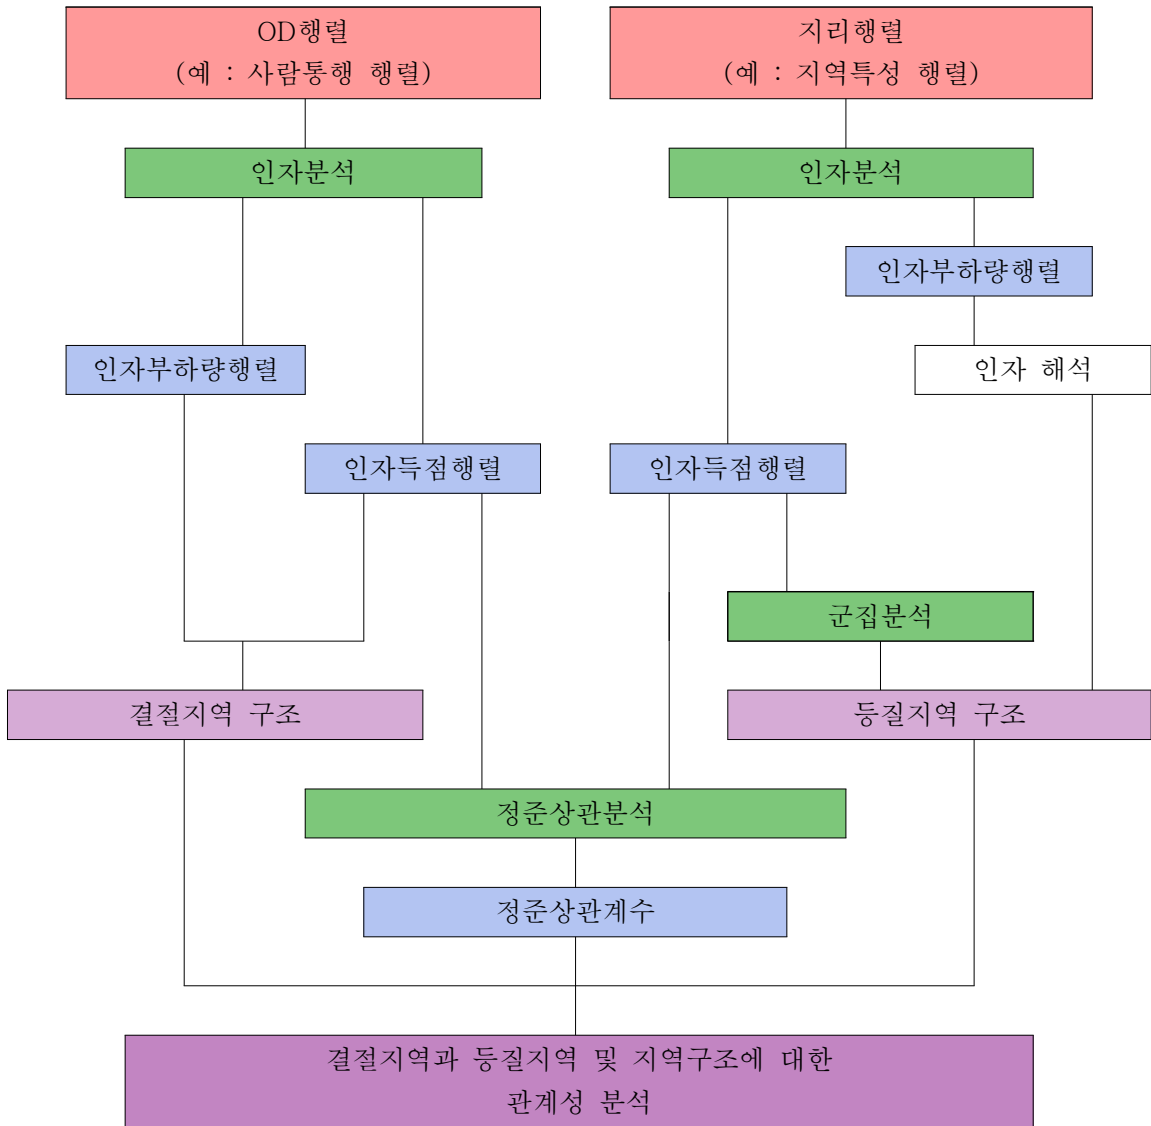 OD행렬
(예 : 사람통행 행렬)
지리행렬
(예 : 지역특성 행렬)
인자분석
인자분석
인자부하량행렬
인자부하량행렬
인자 해석
인자득점행렬
인자득점행렬
군집분석
결절지역 구조
등질지역 구조
정준상관분석
정준상관계수
결절지역과 등질지역 및 지역구조에 대한
관계성 분석